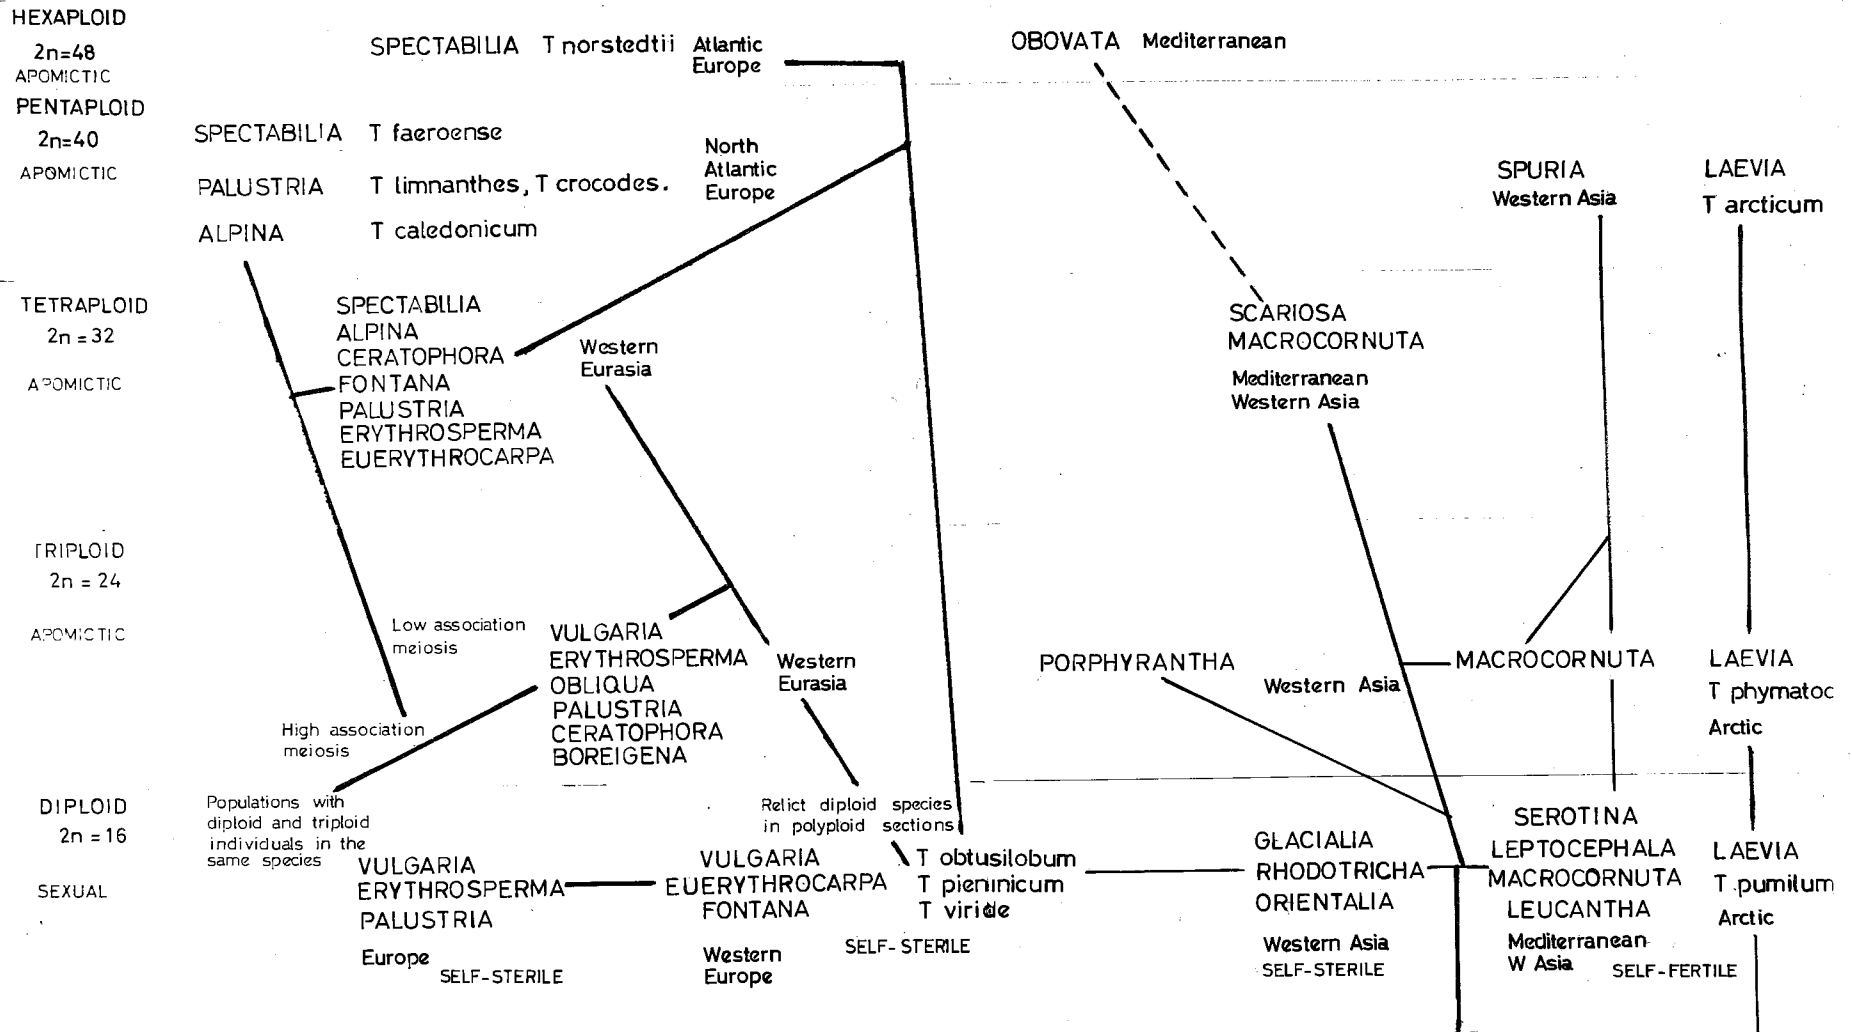 HEXAPLOID
2n=48
APOMICTIC
SPECTABILIA T norstedtii Atlantic
Europe
OBOVATA Mediterranean
PENTAPLOID
2n=40
APOMICTIC
SPECTABILIA T faeroense
PALUSTRIA T limnanthes, T crocodes.
ALPINA T caledonicum
North
Atlantic
Europe
SPURIA
Western Asia
LAEVIA
T arcticum
TETRAPLOID
2n = 32
APOMICTIC
SPECTABILIA
ALPINA
CERATOPHORA
FONTANA
PALUSTRIA
ERYTHROSPERMA
EUERYTHROCARPA
Western
Eurasia
SCARIOSA
MACROCORNUTA
Mediterranean
Western Asia
TRIPLOID
2n = 24
APOMICTIC
Low association
meiosis
High association
meiosis
VULGARIA
ERYTHROSPERMA
OBLIQUA
PALUSTRIA
CERATOPHORA
BOREIGENA
Western
Eurasia
PORPHYRANTHA
Western Asia
MACROCORNUTA
LAEVIA
T phymatoc
Arctic
DIPLOID
2n =16
SEXUAL
Populations with
diploid and triploid
individuals in the
same species
VULGARIA
ERYTHROSPERMA
PALUSTRIA
Europe
SELF-STERILE
VULGARIA
EUERYTHROCARPA
FONTANA
Western
Europe
Relict diploid species
in polyploid sections
T obtusilobum
T pieninicum
T viride
SELF-STERILE
GLACIALIA
RHODOTRICHA
ORIENTALIA
Western Asia
SELF-STERILE
SEROTINA
LEPTOCEPHALA
MACROCORNUTA
LEUCANTHA
Mediterranean
W Asia
SELF-FERTILE
LAEVIA
T pumilum
Arctic